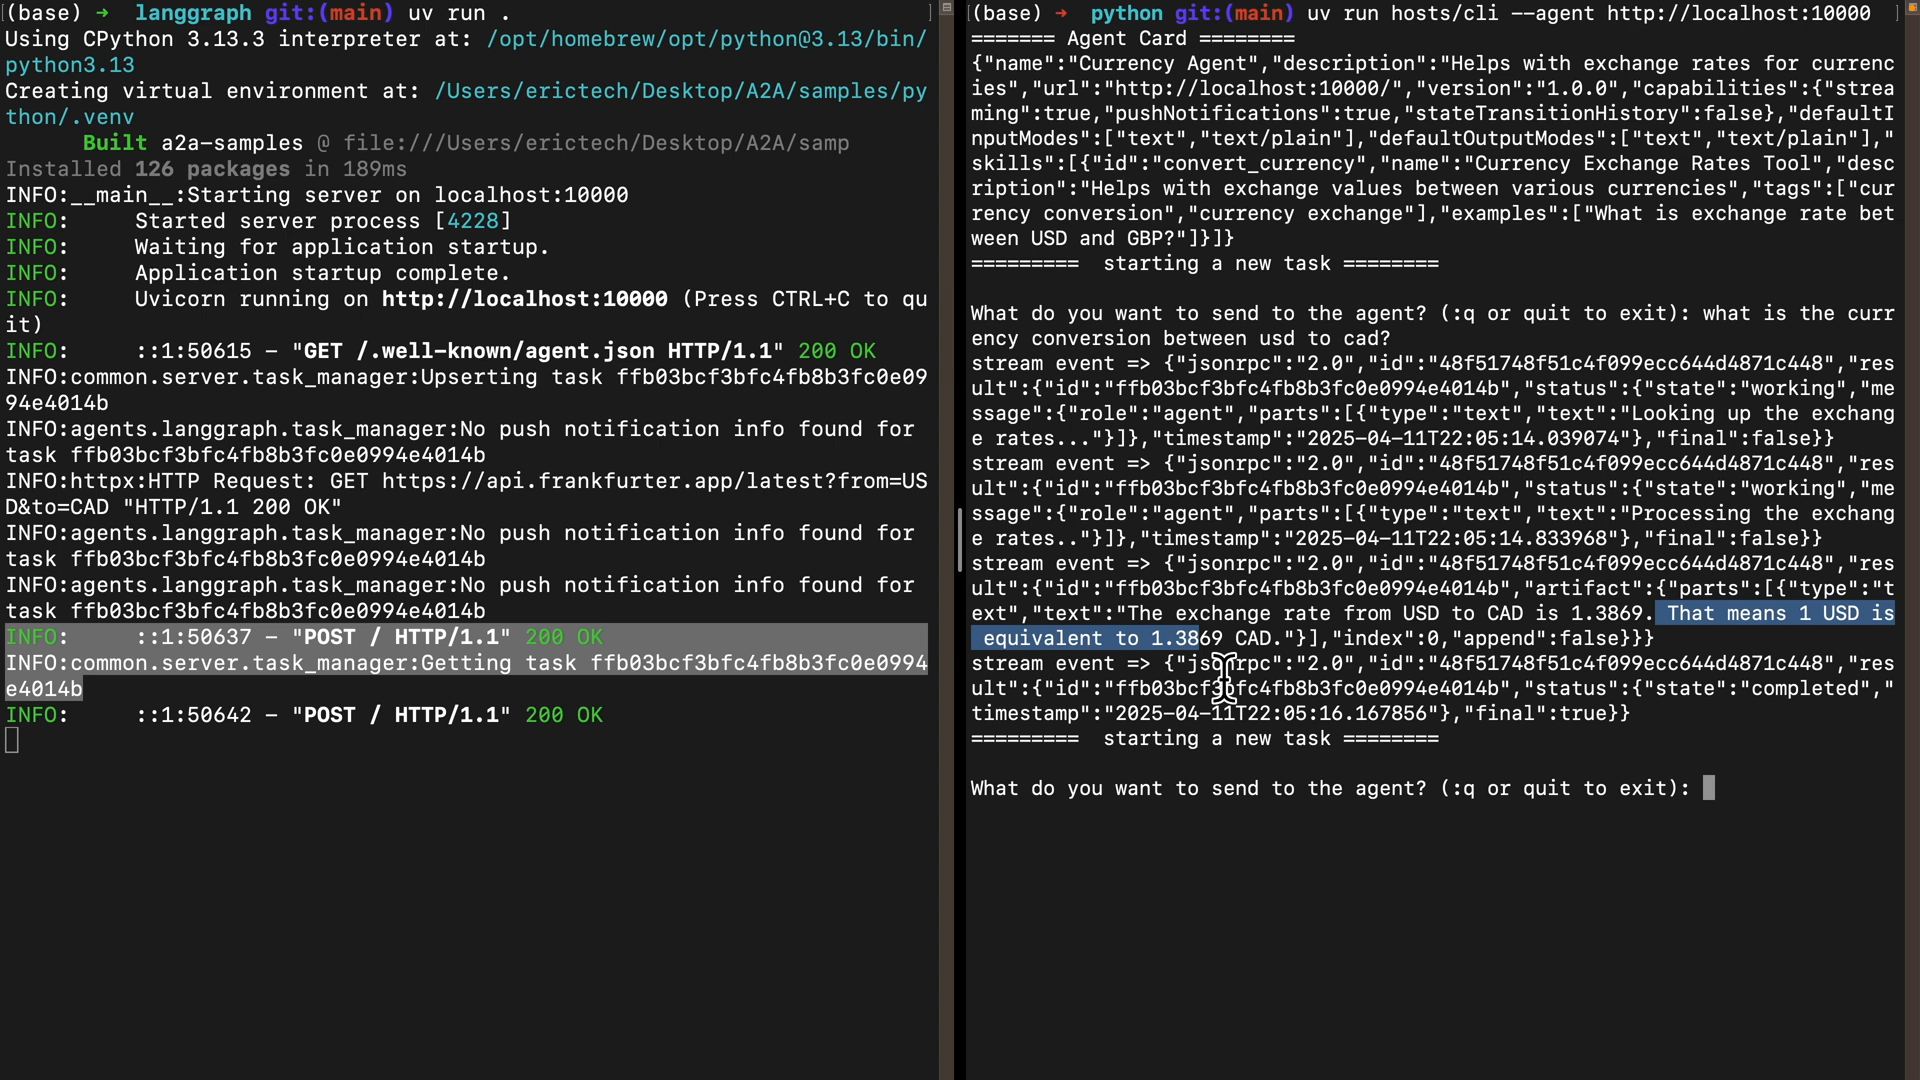 (base) → langgraph git:(main) uv run .
Using CPython 3.13.3 interpreter at: /opt/homebrew/opt/python@3.13/bin/
python3.13
Creating virtual environment at: /Users/erictech/Desktop/A2A/samples/py
thon/.venv
Built a2a-samples @ file:///Users/erictech/Desktop/A2A/samp
Installed 126 packages in 189ms
INFO:__main__:Starting server on localhost:10000
INFO: Started server process [4228]
INFO: Waiting for application startup.
INFO: Application startup complete.
INFO: Uvicorn running on http://localhost:10000 (Press CTRL+C to qu
it)
INFO: ::1:50615 - "GET /.well-known/agent.json HTTP/1.1" 200 OK
INFO:common.server.task_manager:Upserting task ffb03bcf3bfc4fb8b3fc0e09
94e4014b
INFO:agents.langgraph.task_manager:No push notification info found for
task ffb03bcf3bfc4fb8b3fc0e0994e4014b
INFO:httpx:HTTP Request: GET https://api.frankfurter.app/latest?from=US
D&to=CAD "HTTP/1.1 200 OK"
INFO:agents.langgraph.task_manager:No push notification info found for
task ffb03bcf3bfc4fb8b3fc0e0994e4014b
INFO:agents.langgraph.task_manager:No push notification info found for
task ffb03bcf3bfc4fb8b3fc0e0994e4014b
INFO: ::1:50637 - "POST / HTTP/1.1" 200 OK
INFO:common.server.task_manager:Getting task ffb03bcf3bfc4fb8b3fc0e0994
e4014b
INFO: ::1:50642 - "POST / HTTP/1.1" 200 OK
(base) → python git:(main) uv run hosts/cli --agent http://localhost:10000
======= Agent Card ========
{"name":"Currency Agent","description":"Helps with exchange rates for currenc
ies","url":"http://localhost:10000/","version":"1.0.0","capabilities":{"strea
ming":true,"pushNotifications":true,"stateTransitionHistory":false},"defaultI
nputModes":["text","text/plain"],"defaultOutputModes":["text","text/plain"],"
skills":[{"id":"convert_currency","name":"Currency Exchange Rates Tool","desc
ription":"Helps with exchange values between various currencies","tags":["cur
rency conversion","currency exchange"],"examples":["What is exchange rate bet
ween USD and GBP?"]}]}
=========  starting a new task ========
What do you want to send to the agent? (:q or quit to exit): what is the curr
ency conversion between usd to cad?
stream event => {"jsonrpc":"2.0","id":"48f51748f51c4f099ecc644d4871c448","res
ult":{"id":"ffb03bcf3bfc4fb8b3fc0e0994e4014b","status":{"state":"working","me
ssage":{"role":"agent","parts":[{"type":"text","text":"Looking up the exchang
e rates..."}]},"timestamp":"2025-04-11T22:05:14.039074"},"final":false}}
stream event => {"jsonrpc":"2.0","id":"48f51748f51c4f099ecc644d4871c448","res
ult":{"id":"ffb03bcf3bfc4fb8b3fc0e0994e4014b","status":{"state":"working","me
ssage":{"role":"agent","parts":[{"type":"text","text":"Processing the exchang
e rates.."}]},"timestamp":"2025-04-11T22:05:14.833968"},"final":false}}
stream event => {"jsonrpc":"2.0","id":"48f51748f51c4f099ecc644d4871c448","res
ult":{"id":"ffb03bcf3bfc4fb8b3fc0e0994e4014b","artifact":{"parts":[{"type":"t
ext","text":"The exchange rate from USD to CAD is 1.3869. That means 1 USD is
 equivalent to 1.3869 CAD."}],"index":0,"append":false}}}
stream event => {"jsonrpc":"2.0","id":"48f51748f51c4f099ecc644d4871c448","res
ult":{"id":"ffb03bcf3bfc4fb8b3fc0e0994e4014b","status":{"state":"completed","
timestamp":"2025-04-11T22:05:16.167856"},"final":true}}
=========  starting a new task ========
What do you want to send to the agent? (:q or quit to exit):